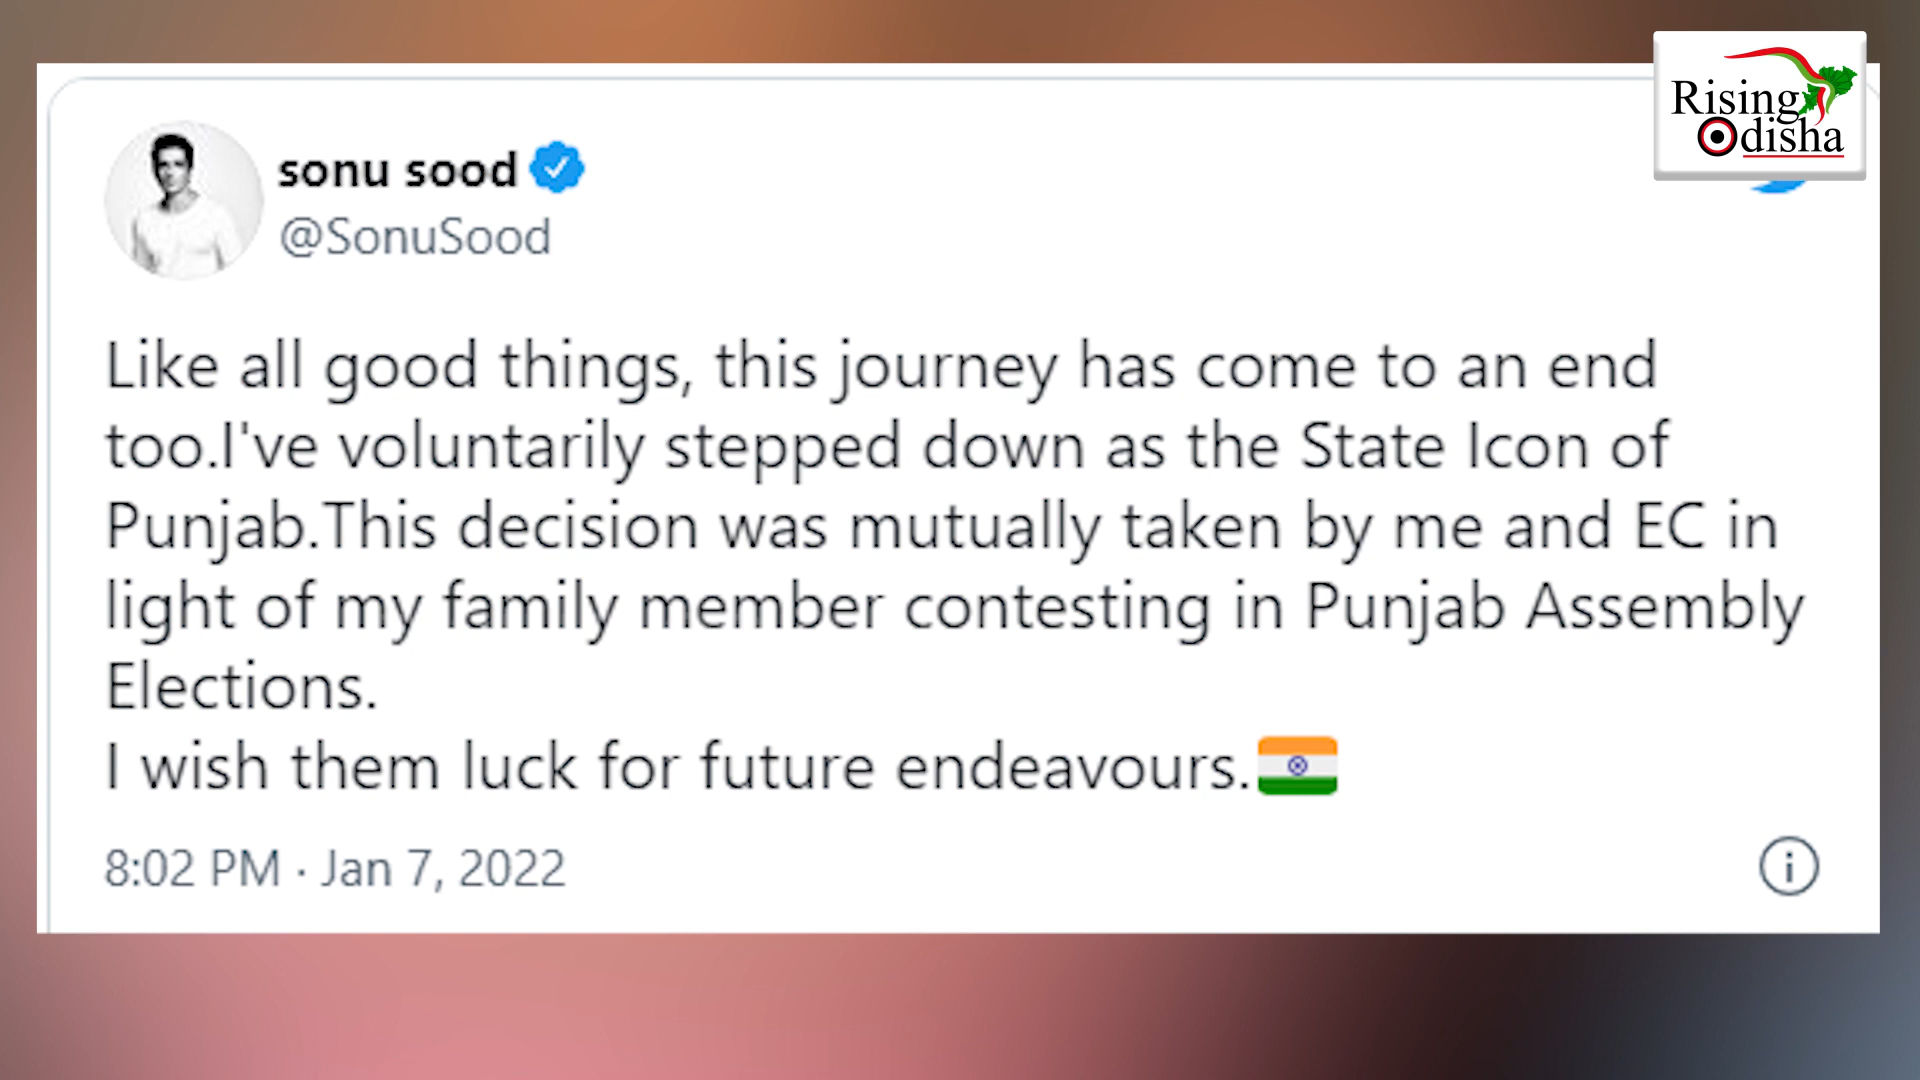 Rising
Odisha
sonu sood
@SonuSood
Like all good things, this journey has come to an end
too.I've voluntarily stepped down as the State Icon of
Punjab.This decision was mutually taken by me and EC in
light of my family member contesting in Punjab Assembly
Elections.
I wish them luck for future endeavours.🇮🇳
8:02 PM · Jan 7, 2022